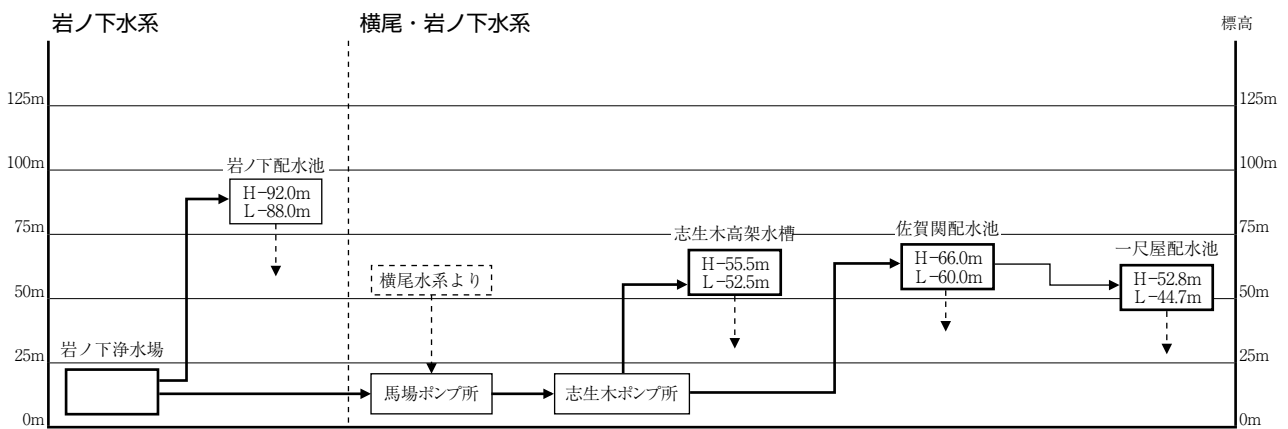 岩ノ下水系
横尾・岩ノ下水系
標高
125m
125m
100m
100m
岩ノ下配水池
H-92.0m
L-88.0m
75m
75m
志生木高架水槽
H-55.5m
L-52.5m
佐賀関配水池
H-66.0m
L-60.0m
一尺屋配水池
H-52.8m
L-44.7m
横尾水系より
50m
50m
岩ノ下浄水場
25m
25m
馬場ポンプ所
志生木ポンプ所
0m
0m